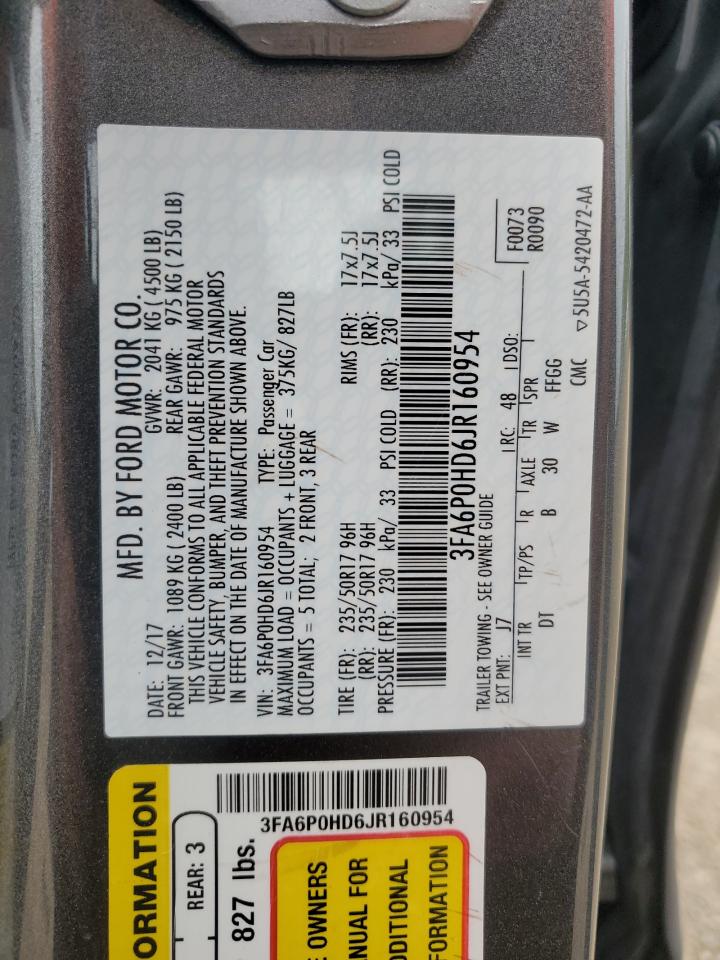 MFD. BY FORD MOTOR CO.
DATE: 12/17 GVWR: 2041 KG (4500 LB)
FRONT GAWR: 1089 KG (2400 LB) REAR GAWR: 975 KG (2150 LB)
THIS VEHICLE CONFORMS TO ALL APPLICABLE FEDERAL MOTOR
VEHICLE SAFETY, BUMPER, AND THEFT PREVENTION STANDARDS
IN EFFECT ON THE DATE OF MANUFACTURE SHOWN ABOVE.
VIN: 3FA6P0HD6JR160954 TYPE: Passenger Car
MAXIMUM LOAD = OCCUPANTS + LUGGAGE = 375KG/ 827LB
OCCUPANTS = 5 TOTAL; 2 FRONT, 3 REAR
TIRE (FR): 235/50R17 96H RIMS (FR): 17x7.5J
(RR): 235/50R17 96H (RR): 17x7.5J
PRESSURE (FR): 230 kPa/ 33 PSI COLD (RR): 230 kPa/ 33 PSI COLD
3FA6P0HD6JR160954
TRAILER TOWING - SEE OWNER GUIDE F0073
EXT PNT: J7 RC: 48 DSO: R0090
INT TR TP/PS R AXLE TR SPR
DT B 30 W FFGG
CMC ▽5U5A-5420472-AA
ORMATION
REAR: 3
827 lbs.
3FA6P0HD6JR160954
OWNERS
ANUAL FOR
DDITIONAL
FORMATION